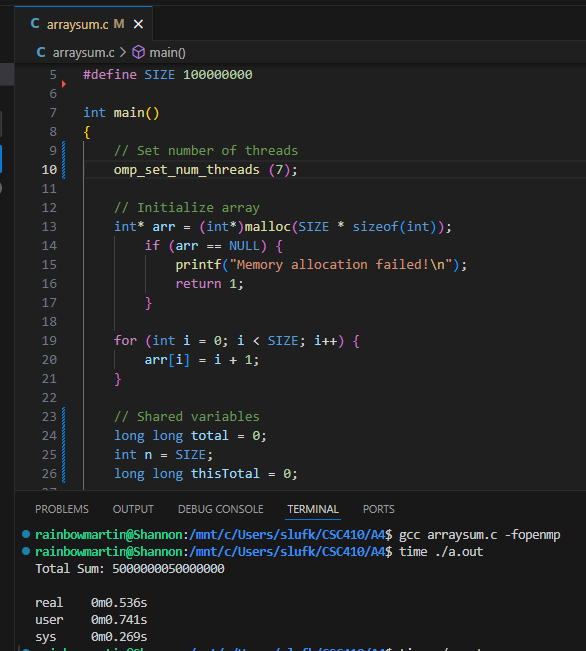 C arraysum.c M ×
C arraysum.c > main()
5 #define SIZE 100000000
6
7 int main()
8 {
9 // Set number of threads
10 omp_set_num_threads (7);
11
12 // Initialize array
13 int* arr = (int*)malloc(SIZE * sizeof(int));
14 if (arr == NULL) {
15 printf("Memory allocation failed!\n");
16 return 1;
17 }
18
19 for (int i = 0; i < SIZE; i++) {
20 arr[i] = i + 1;
21 }
22
23 // Shared variables
24 long long total = 0;
25 int n = SIZE;
26 long long thisTotal = 0;
PROBLEMS OUTPUT DEBUG CONSOLE TERMINAL PORTS
rainbowmartin@Shannon:/mnt/c/Users/slufk/CSC410/A4$ gcc arraysum.c -fopenmp
rainbowmartin@Shannon:/mnt/c/Users/slufk/CSC410/A4$ time ./a.out
Total Sum: 5000000050000000
real 0m0.536s
user 0m0.741s
sys 0m0.269s